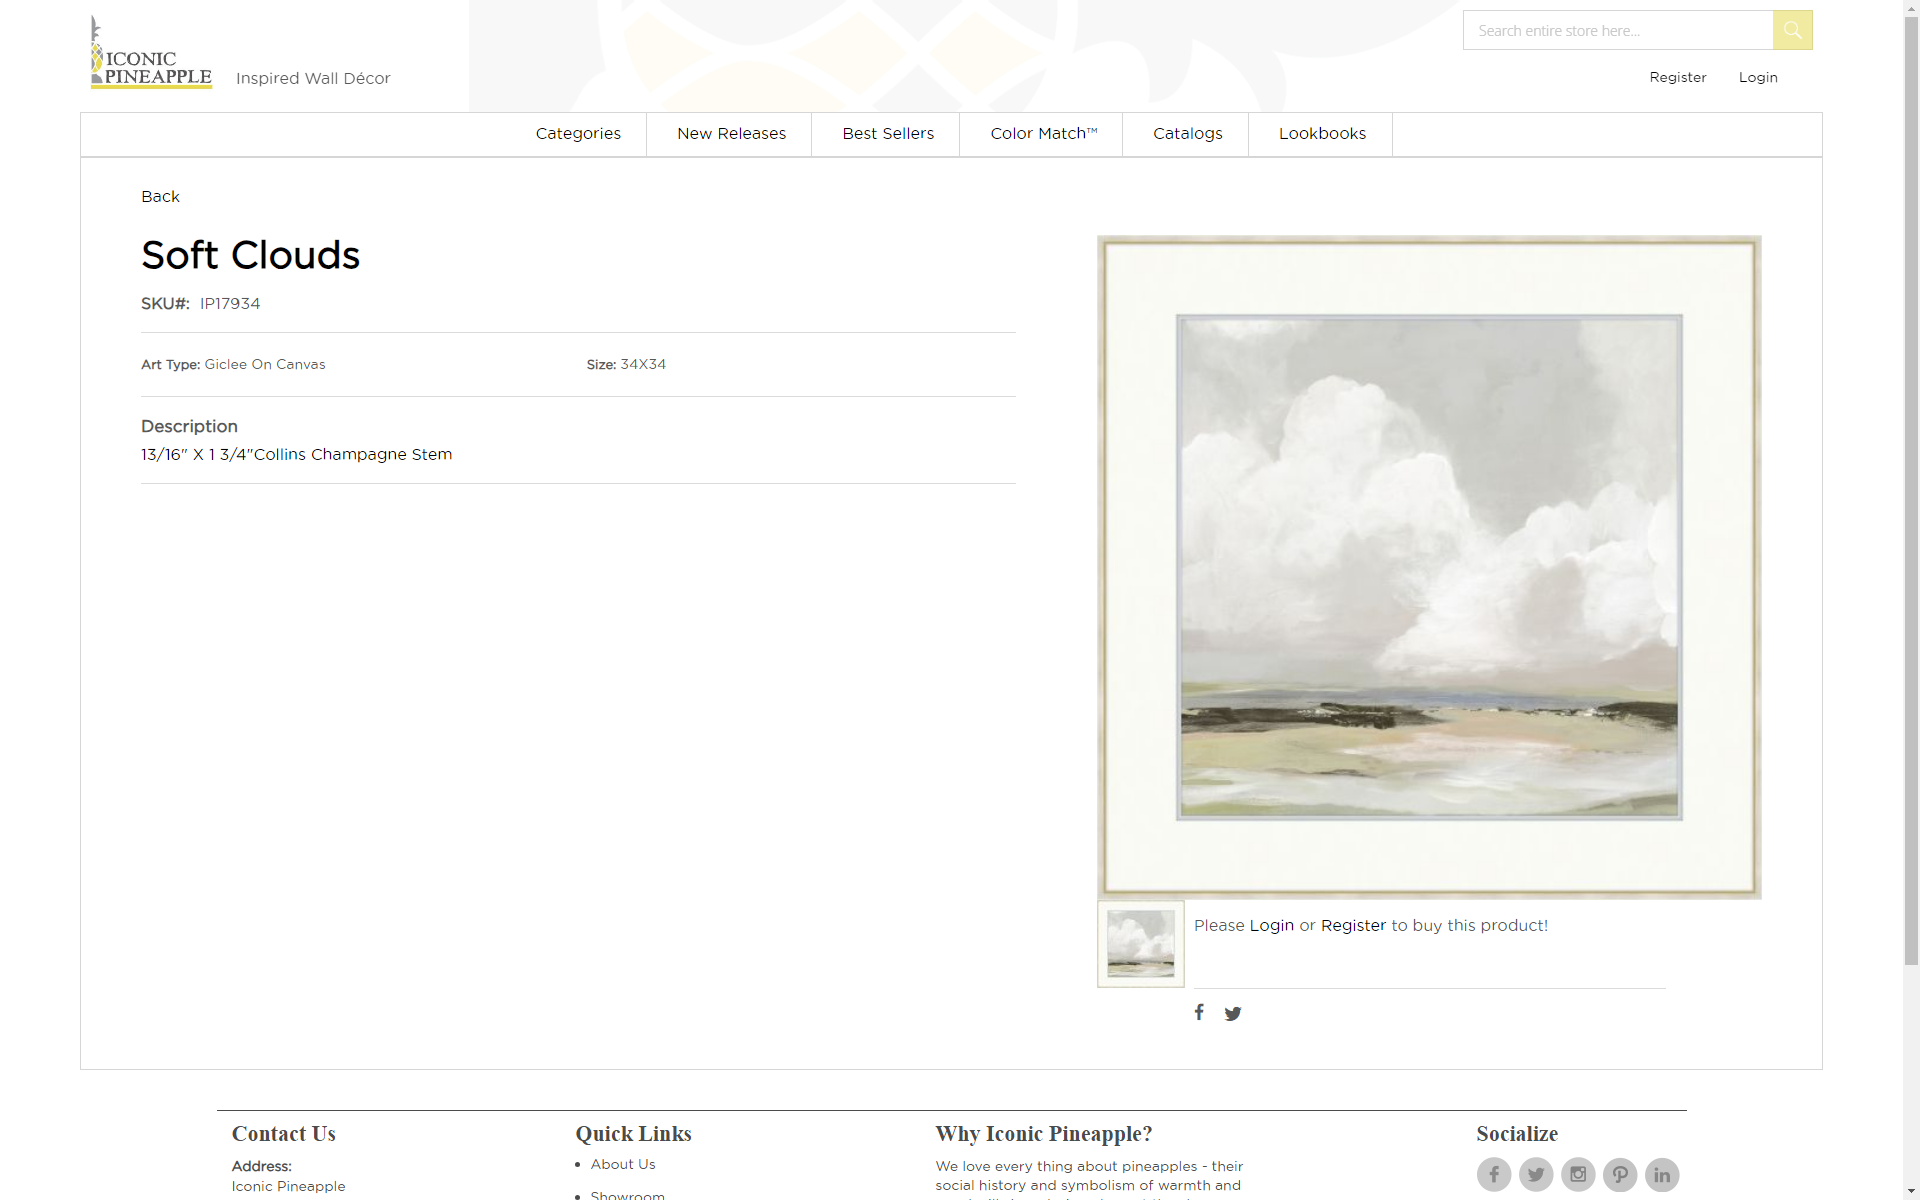 ICONIC
PINEAPPLE
Inspired Wall Décor
Search entire store here...
Register
Login
Categories
New Releases
Best Sellers
Color Match™
Catalogs
Lookbooks
Back
Soft Clouds
SKU#: IP17934
Art Type: Giclee On Canvas
Size: 34X34
Description
13/16" X 1 3/4"Collins Champagne Stem
Please Login or Register to buy this product!
Contact Us
Address:
Iconic Pineapple
Quick Links
About Us
Showroom
Why Iconic Pineapple?
We love every thing about pineapples - their
social history and symbolism of warmth and
Socialize